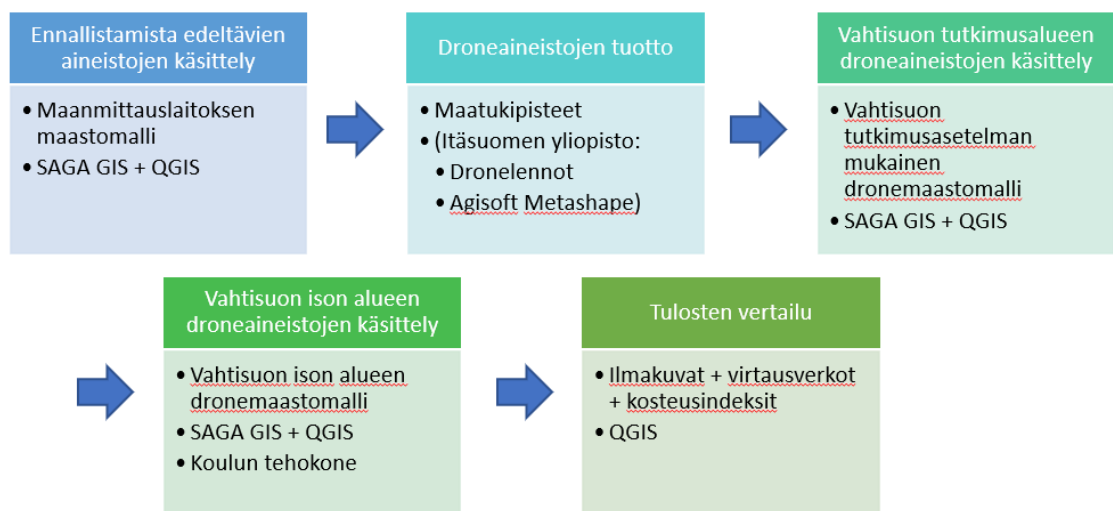 Ennallistamista edeltävien
aineistojen käsittely
• Maanmittauslaitoksen
maastomalli
• SAGA GIS + QGIS
Droneaineistojen tuotto
• Maatukipisteet
• (Itäsuomen yliopisto:
• Dronelennot
• Agisoft Metashape)
Vahtisuon tutkimusalueen
droneaineistojen käsittely
• Vahtisuon
tutkimusasetelman
mukainen
dronemaastomalli
• SAGA GIS + QGIS
Vahtisuon ison alueen
droneaineistojen käsittely
• Vahtisuon ison alueen
dronemaastomalli
• SAGA GIS + QGIS
• Koulun tehokone
Tulosten vertailu
• Ilmakuvat + virtausverkot
+ kosteusindeksit
• QGIS